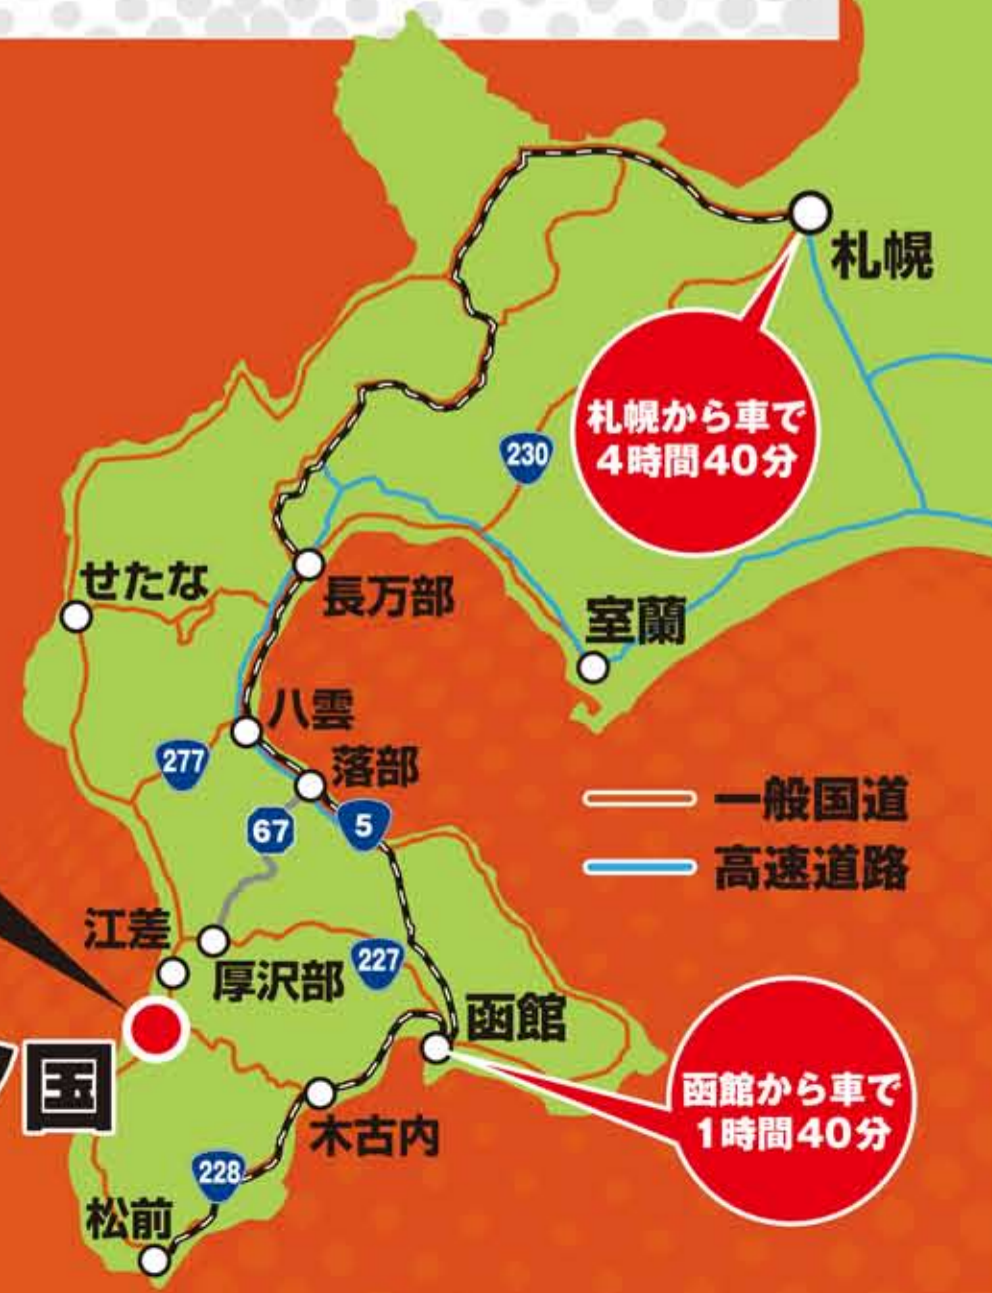 札幌
札幌から車で
4時間40分
230
せたな
長万部
室蘭
八雲
277
落部
67
5
一般国道
高速道路
江差
厚沢部
227
函館
国
函館から車で
1時間40分
木古内
228
松前